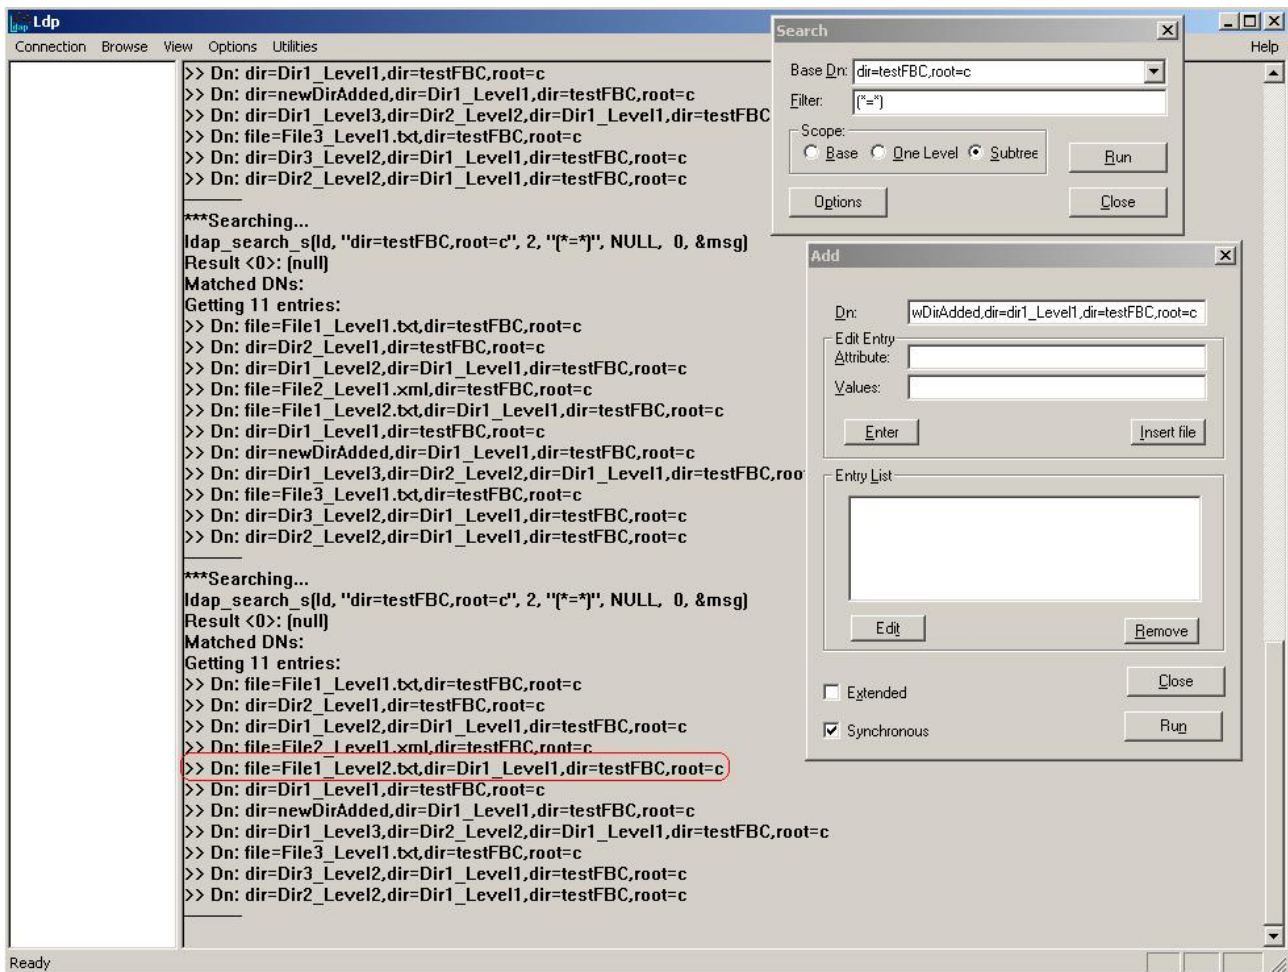 Ldp
Connection Browse View Options Utilities Help
>> Dn: dir=Dir1_Level1,dir=testFBC,root=c
>> Dn: dir=newDirAdded,dir=Dir1_Level1,dir=testFBC,root=c
>> Dn: dir=Dir1_Level3,dir=Dir2_Level2,dir=Dir1_Level1,dir=testFBC
>> Dn: file=File3_Level1.txt,dir=testFBC,root=c
>> Dn: dir=Dir3_Level2,dir=Dir1_Level1,dir=testFBC,root=c
>> Dn: dir=Dir2_Level2,dir=Dir1_Level1,dir=testFBC,root=c
***Searching...
ldap_search_s(ld, "dir=testFBC,root=c", 2, "(*=*)", NULL, 0, &msg)
Result <0>: (null)
Matched DNs:
Getting 11 entries:
>> Dn: file=File1_Level1.txt,dir=testFBC,root=c
>> Dn: dir=Dir2_Level1,dir=testFBC,root=c
>> Dn: dir=Dir1_Level2,dir=Dir1_Level1,dir=testFBC,root=c
>> Dn: file=File2_Level1.xml,dir=testFBC,root=c
>> Dn: file=File1_Level2.txt,dir=Dir1_Level1,dir=testFBC,root=c
>> Dn: dir=Dir1_Level1,dir=testFBC,root=c
>> Dn: dir=newDirAdded,dir=Dir1_Level1,dir=testFBC,root=c
>> Dn: dir=Dir1_Level3,dir=Dir2_Level2,dir=Dir1_Level1,dir=testFBC,roo
>> Dn: file=File3_Level1.txt,dir=testFBC,root=c
>> Dn: dir=Dir3_Level2,dir=Dir1_Level1,dir=testFBC,root=c
>> Dn: dir=Dir2_Level2,dir=Dir1_Level1,dir=testFBC,root=c
***Searching...
ldap_search_s(ld, "dir=testFBC,root=c", 2, "(*=*)", NULL, 0, &msg)
Result <0>: (null)
Matched DNs:
Getting 11 entries:
>> Dn: file=File1_Level1.txt,dir=testFBC,root=c
>> Dn: dir=Dir2_Level1,dir=testFBC,root=c
>> Dn: dir=Dir1_Level2,dir=Dir1_Level1,dir=testFBC,root=c
>> Dn: file=File2_Level1.xml,dir=testFBC,root=c
>> Dn: file=File1_Level2.txt,dir=Dir1_Level1,dir=testFBC,root=c
>> Dn: dir=Dir1_Level1,dir=testFBC,root=c
>> Dn: dir=newDirAdded,dir=Dir1_Level1,dir=testFBC,root=c
>> Dn: dir=Dir1_Level3,dir=Dir2_Level2,dir=Dir1_Level1,dir=testFBC,root=c
>> Dn: file=File3_Level1.txt,dir=testFBC,root=c
>> Dn: dir=Dir3_Level2,dir=Dir1_Level1,dir=testFBC,root=c
>> Dn: dir=Dir2_Level2,dir=Dir1_Level1,dir=testFBC,root=c
Search
Base Dn: dir=testFBC,root=c
Filter: (*=*)
Scope:
Base One Level Subtree
Run
Options Close
Add
Dn: wDirAdded,dir=dir1_Level1,dir=testFBC,root=c
Edit Entry
Attribute:
Values:
Enter Insert file
Entry List
Edit Remove
Close
Extended
Synchronous Run
Ready